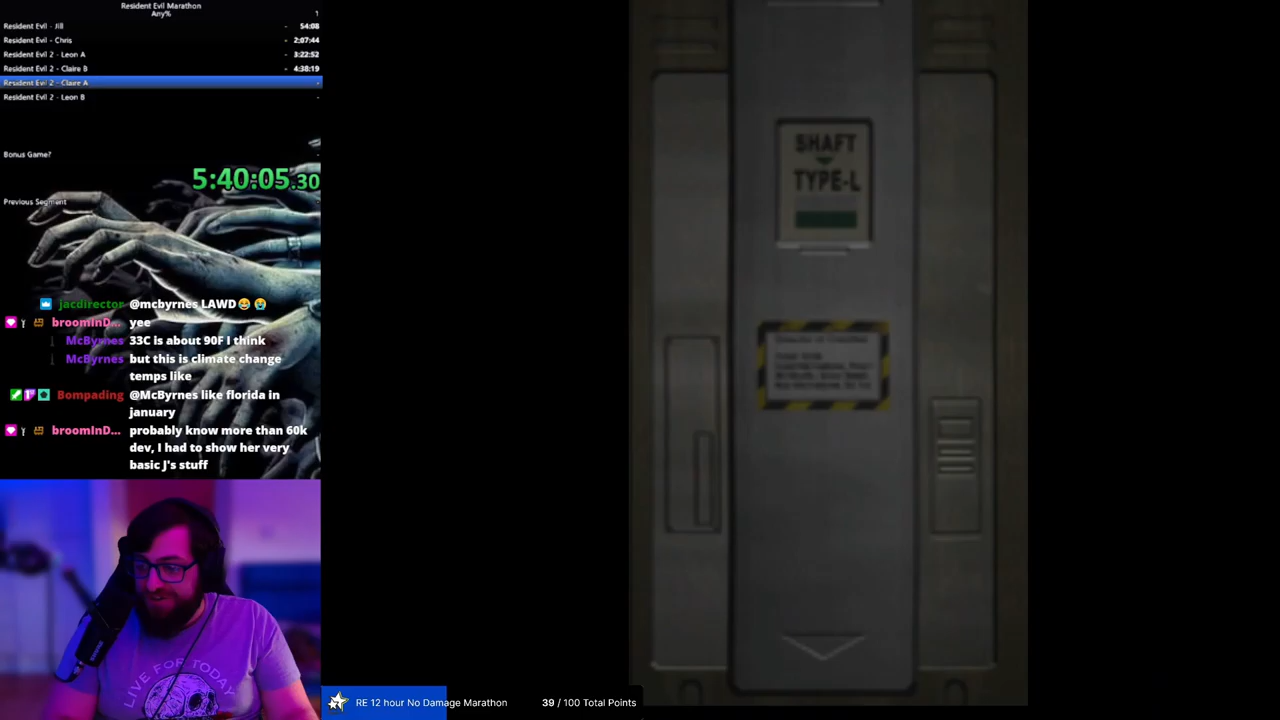 Resident Evil Marathon
Any%
1
Resident Evil - Jill - 54:08
Resident Evil - Chris - 2:07:44
Resident Evil 2 - Leon A - 3:22:52
Resident Evil 2 - Claire B - 4:38:19
Resident Evil 2 - Claire A -
Resident Evil 2 - Leon B -
Bonus Game? -
5:40:05.30
Previous Segment -
jacdirector @mcbyrnes LAWD😂😭
broomInD... yee
McByrnes 33C is about 90F I think
McByrnes but this is climate change
temps like
Bompading @McByrnes like florida in
january
broomInD... probably know more than 60k
dev, I had to show her very
basic J's stuff
SHAFT
TYPE-L
LIVE FOR TODAY
RE 12 hour No Damage Marathon 39 / 100 Total Points